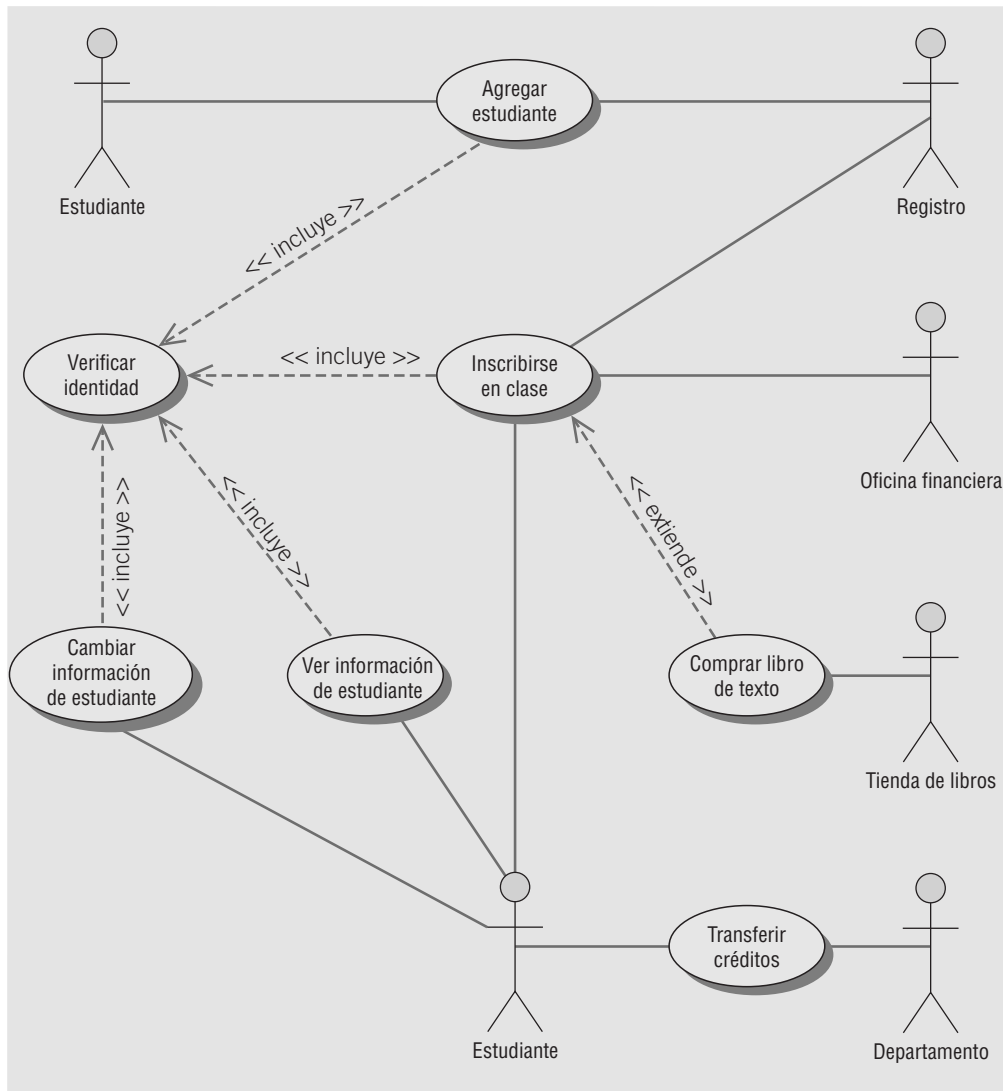 Agregar
estudiante
Estudiante
Registro
<< incluye >>
Verificar
identidad
<< incluye >>
Inscribirse
en clase
Oficina financiera
<< incluye >>
<< incluye >>
<< extiende >>
Cambiar
información
de estudiante
Ver información
de estudiante
Comprar libro
de texto
Tienda de libros
Transferir
créditos
Estudiante
Departamento